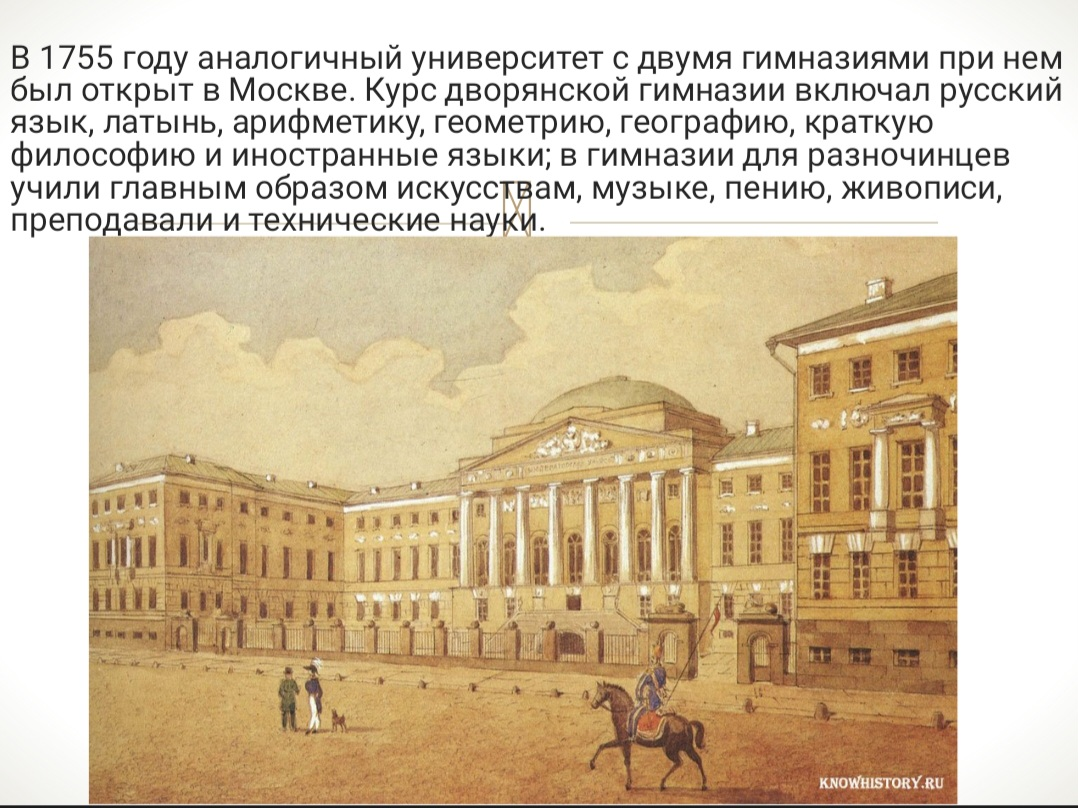 В 1755 году аналогичный университет с двумя гимназиями при нем
был открыт в Москве. Курс дворянской гимназии включал русский
язык, латынь, арифметику, геометрию, географию, краткую
философию и иностранные языки; в гимназии для разночинцев
учили главным образом искусствам, музыке, пению, живописи,
преподавали и технические науки.
KNOWHISTORY.RU